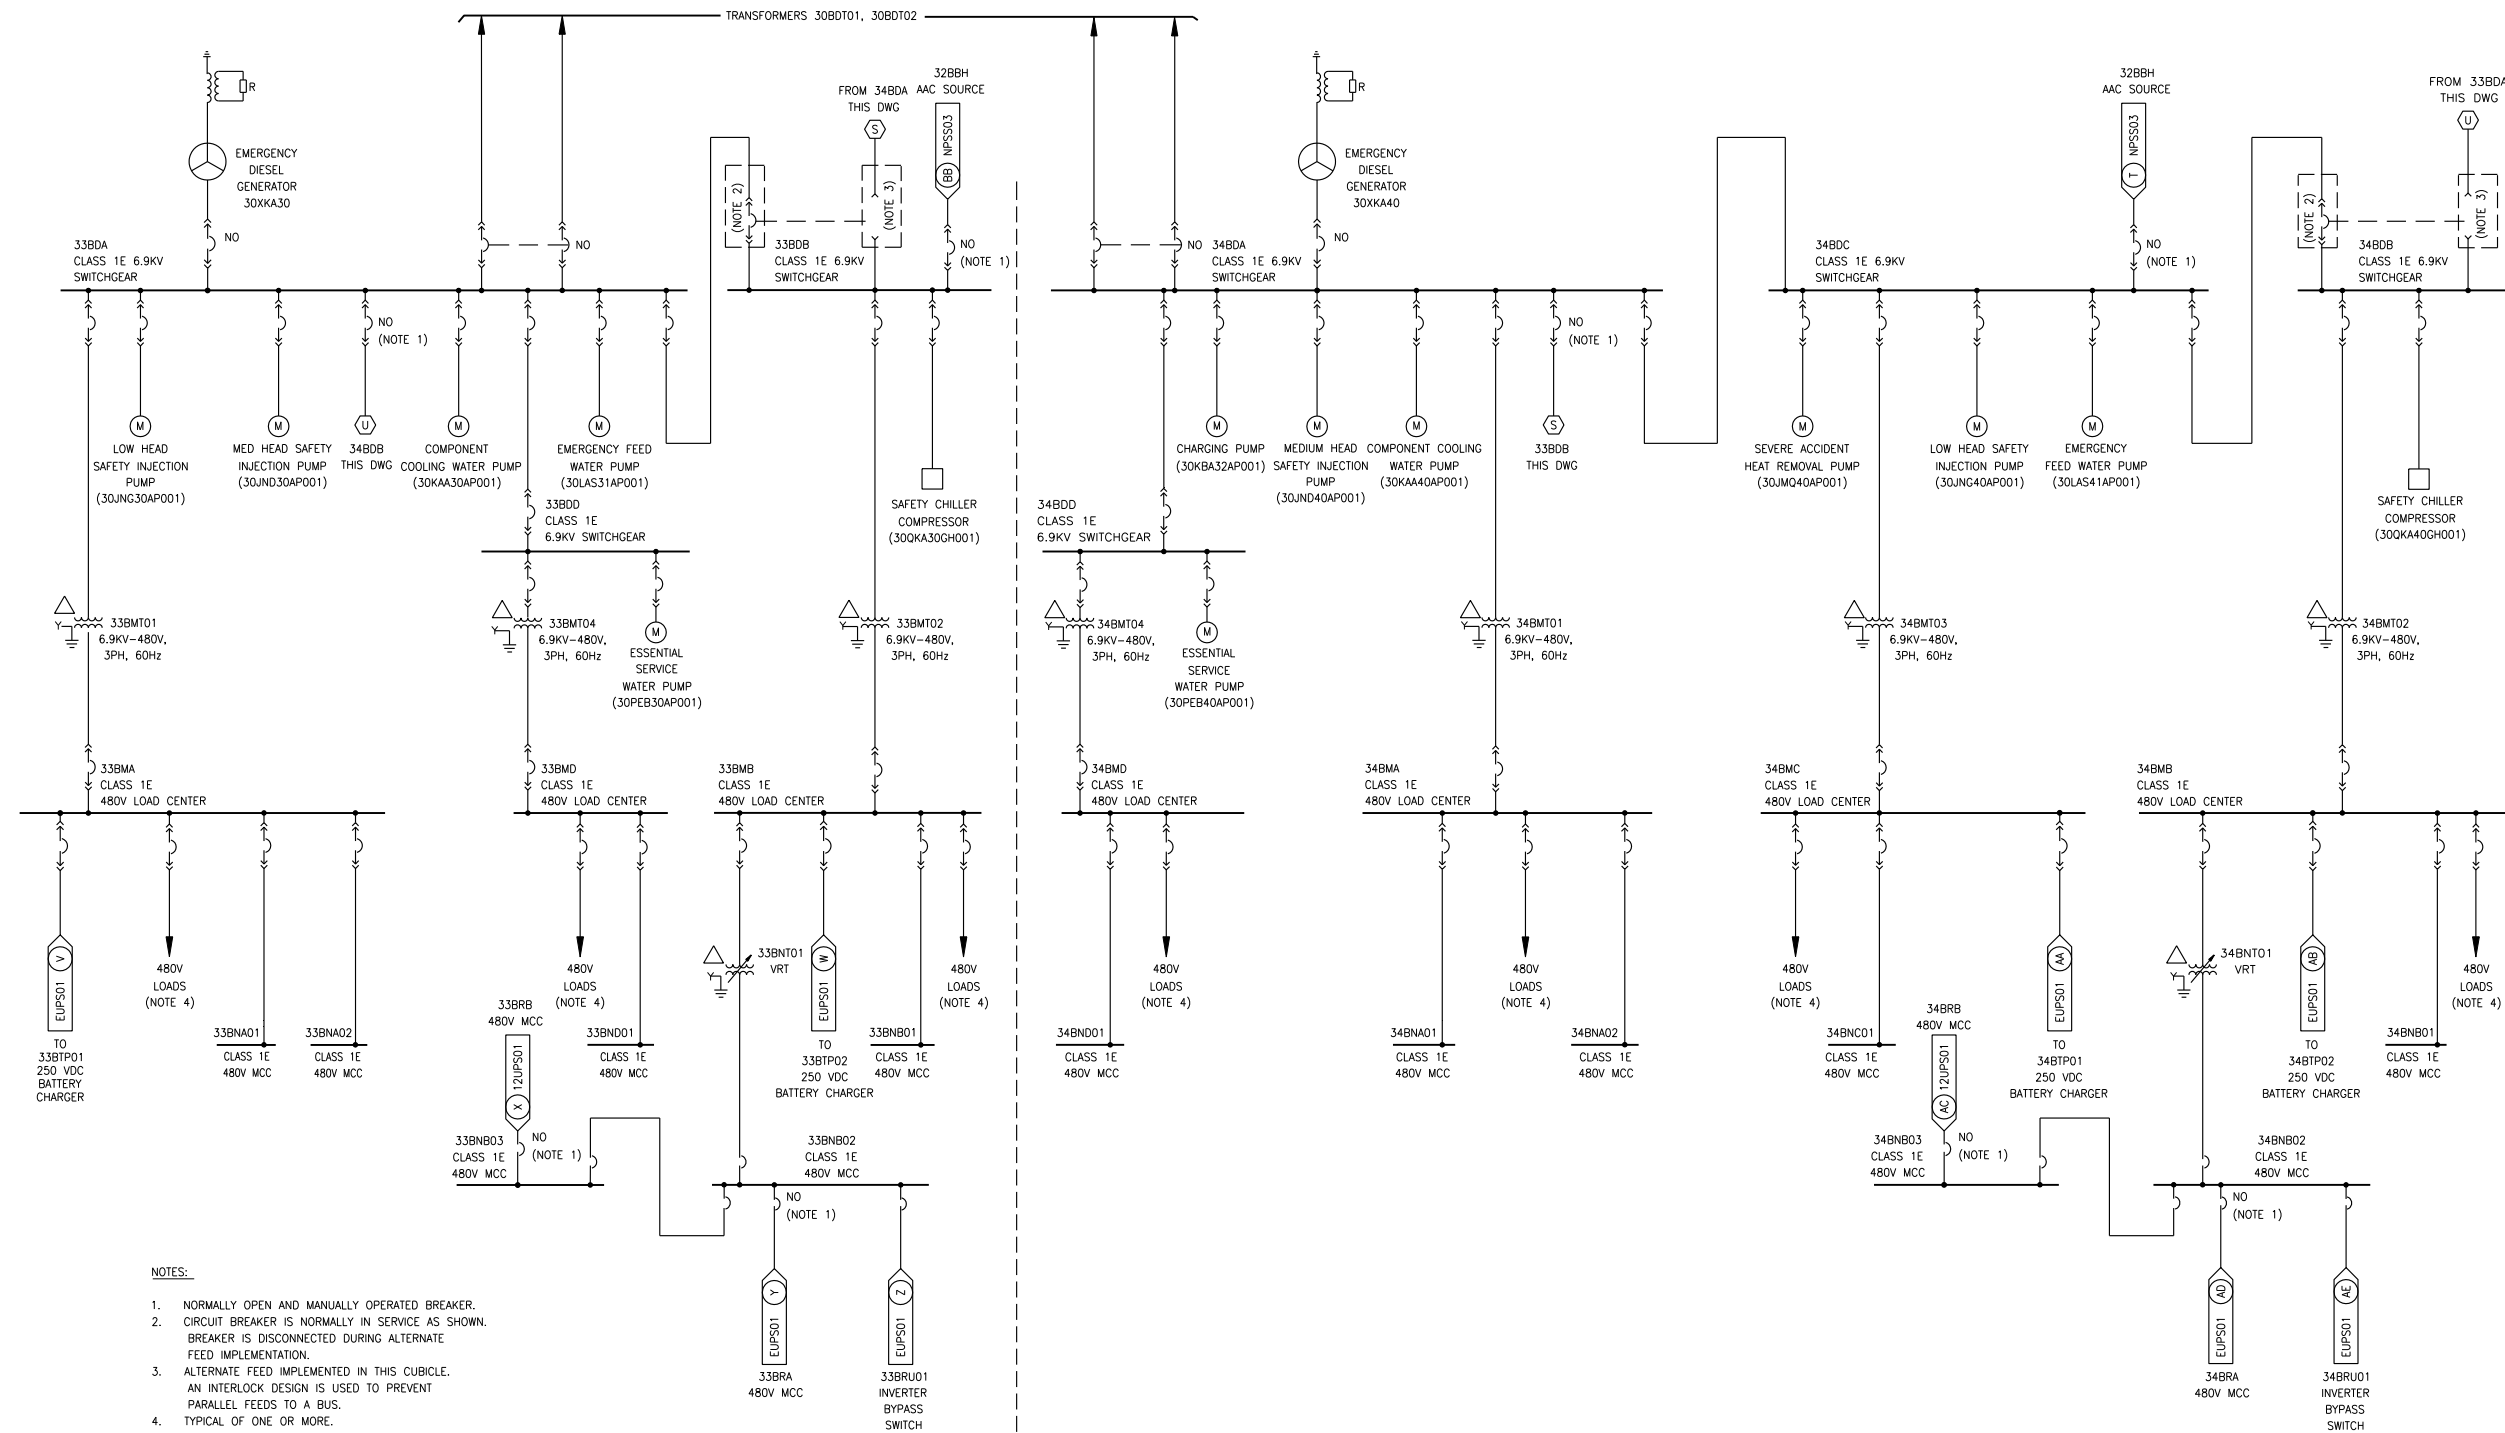 TRANSFORMERS 30BDT01, 30BDT02
R
EMERGENCY
DIESEL
GENERATOR
30XKA30
NO
33BDA
CLASS 1E 6.9KV
SWITCHGEAR
NO
FROM 34BDA
THIS DWG
S
32BBH
AAC SOURCE
NPSS03
BB
(NOTE 2)
(NOTE 3)
33BDB
CLASS 1E 6.9KV
SWITCHGEAR
NO
(NOTE 1)
R
EMERGENCY
DIESEL
GENERATOR
30XKA40
NO
NO
34BDA
CLASS 1E 6.9KV
SWITCHGEAR
32BBH
AAC SOURCE
NPSS03
T
NO
(NOTE 1)
34BDC
CLASS 1E 6.9KV
SWITCHGEAR
FROM 33BDA
THIS DWG
U
(NOTE 2)
(NOTE 3)
34BDB
CLASS 1E 6.9KV
SWITCHGEAR
M
LOW HEAD
SAFETY INJECTION
PUMP
(30JNG30AP001)
M
MED HEAD SAFETY
INJECTION PUMP
(30JND30AP001)
NO
(NOTE 1)
U
34BDB
THIS DWG
M
COMPONENT
COOLING WATER PUMP
(30KAA30AP001)
M
EMERGENCY FEED
WATER PUMP
(30LAS31AP001)
SAFETY CHILLER
COMPRESSOR
(30QKA30GH001)
M
CHARGING PUMP
(30KBA32AP001)
M
MEDIUM HEAD
SAFETY INJECTION
PUMP
(30JND40AP001)
M
COMPONENT COOLING
WATER PUMP
(30KAA40AP001)
NO
(NOTE 1)
S
33BDB
THIS DWG
M
SEVERE ACCIDENT
HEAT REMOVAL PUMP
(30JMQ40AP001)
M
LOW HEAD SAFETY
INJECTION PUMP
(30JNG40AP001)
M
EMERGENCY
FEED WATER PUMP
(30LAS41AP001)
SAFETY CHILLER
COMPRESSOR
(30QKA40GH001)
33BDD
CLASS 1E
6.9KV SWITCHGEAR
34BDD
CLASS 1E
6.9KV SWITCHGEAR
Y
33BMT01
6.9KV-480V,
3PH, 60Hz
Y
33BMT04
6.9KV-480V,
3PH, 60Hz
M
ESSENTIAL
SERVICE
WATER PUMP
(30PEB30AP001)
Y
33BMT02
6.9KV-480V,
3PH, 60Hz
Y
34BMT04
6.9KV-480V,
3PH, 60Hz
M
ESSENTIAL
SERVICE
WATER PUMP
(30PEB40AP001)
Y
34BMT01
6.9KV-480V,
3PH, 60Hz
Y
34BMT03
6.9KV-480V,
3PH, 60Hz
Y
34BMT02
6.9KV-480V,
3PH, 60Hz
33BMA
CLASS 1E
480V LOAD CENTER
33BMD
CLASS 1E
480V LOAD CENTER
33BMB
CLASS 1E
480V LOAD CENTER
34BMD
CLASS 1E
480V LOAD CENTER
34BMA
CLASS 1E
480V LOAD CENTER
34BMC
CLASS 1E
480V LOAD CENTER
34BMB
CLASS 1E
480V LOAD CENTER
V
EUPS01
TO
33BTP01
250 VDC
BATTERY
CHARGER
480V
LOADS
(NOTE 4)
33BNA01
CLASS 1E
480V MCC
33BNA02
CLASS 1E
480V MCC
33BRB
480V MCC
12UPS01
X
480V
LOADS
(NOTE 4)
33BND01
CLASS 1E
480V MCC
Y
33BNT01
VRT
W
EUPS01
TO
33BTP02
250 VDC
BATTERY CHARGER
33BNB01
CLASS 1E
480V MCC
480V
LOADS
(NOTE 4)
34BND01
CLASS 1E
480V MCC
480V
LOADS
(NOTE 4)
34BNA01
CLASS 1E
480V MCC
480V
LOADS
(NOTE 4)
34BNA02
CLASS 1E
480V MCC
480V
LOADS
(NOTE 4)
34BNC01
CLASS 1E
480V MCC
34BRB
480V MCC
12UPS01
AC
AA
EUPS01
TO
34BTP01
250 VDC
BATTERY CHARGER
Y
34BNT01
VRT
AB
EUPS01
TO
34BTP02
250 VDC
BATTERY CHARGER
34BNB01
CLASS 1E
480V MCC
480V
LOADS
(NOTE 4)
33BNB03
CLASS 1E
480V MCC
NO
(NOTE 1)
33BNB02
CLASS 1E
480V MCC
NO
(NOTE 1)
Y
EUPS01
33BRA
480V MCC
Z
EUPS01
33BRU01
INVERTER
BYPASS
SWITCH
34BNB03
CLASS 1E
480V MCC
NO
(NOTE 1)
34BNB02
CLASS 1E
480V MCC
NO
(NOTE 1)
AD
EUPS01
34BRA
480V MCC
AE
EUPS01
34BRU01
INVERTER
BYPASS
SWITCH
NOTES:
1. NORMALLY OPEN AND MANUALLY OPERATED BREAKER.
2. CIRCUIT BREAKER IS NORMALLY IN SERVICE AS SHOWN.
BREAKER IS DISCONNECTED DURING ALTERNATE
FEED IMPLEMENTATION.
3. ALTERNATE FEED IMPLEMENTED IN THIS CUBICLE.
AN INTERLOCK DESIGN IS USED TO PREVENT
PARALLEL FEEDS TO A BUS.
4. TYPICAL OF ONE OR MORE.